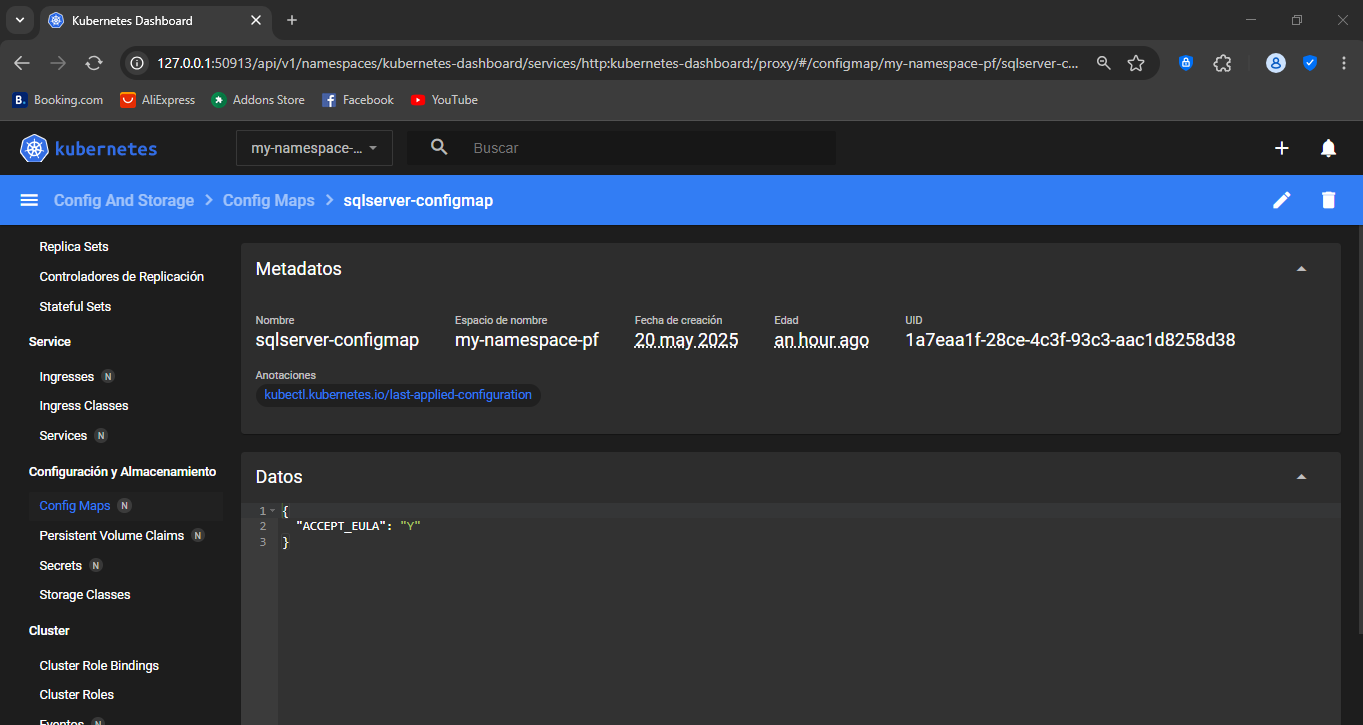 Kubernetes Dashboard
127.0.0.1:50913/api/v1/namespaces/kubernetes-dashboard/services/http:kubernetes-dashboard:/proxy/#/configmap/my-namespace-pf/sqlserver-c...
B. Booking.com AliExpress Addons Store Facebook YouTube
kubernetes my-namespace-... Buscar
Config And Storage > Config Maps > sqlserver-configmap
Replica Sets
Controladores de Replicación
Stateful Sets
Service
Ingresses N
Ingress Classes
Services N
Configuración y Almacenamiento
Config Maps N
Persistent Volume Claims N
Secrets N
Storage Classes
Cluster
Cluster Role Bindings
Cluster Roles
Eventos N
Metadatos
Nombre Espacio de nombre Fecha de creación Edad UID
sqlserver-configmap my-namespace-pf 20 may 2025 an hour ago 1a7eaa1f-28ce-4c3f-93c3-aac1d8258d38
Anotaciones
kubectl.kubernetes.io/last-applied-configuration
Datos
1 {
2 "ACCEPT_EULA": "Y"
3 }